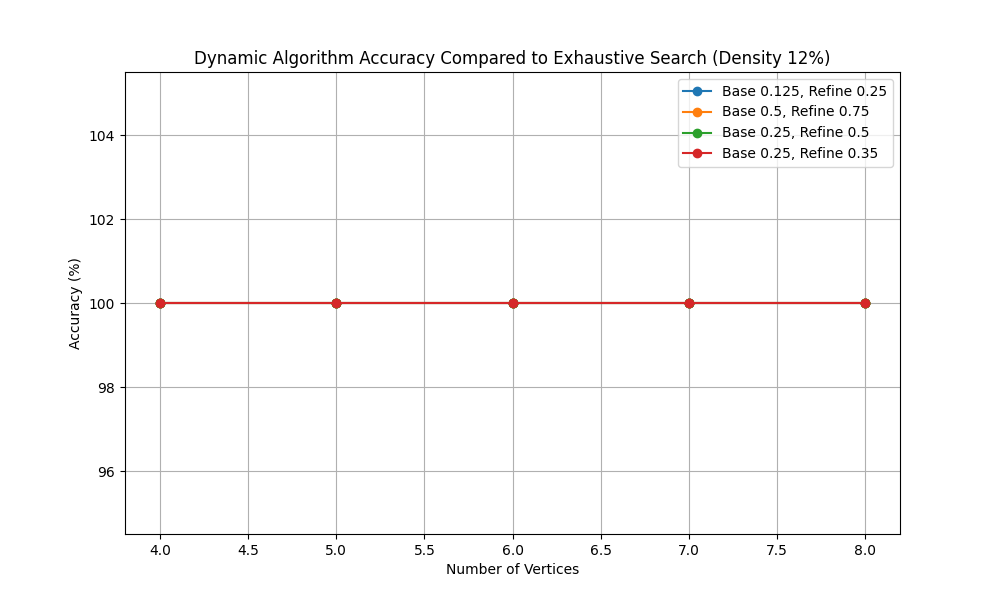 Dynamic Algorithm Accuracy Compared to Exhaustive Search (Density 12%)
Base 0.125, Refine 0.25
Base 0.5, Refine 0.75
Base 0.25, Refine 0.5
Base 0.25, Refine 0.35
104
102
100
98
96
Accuracy (%)
4.0 4.5 5.0 5.5 6.0 6.5 7.0 7.5 8.0
Number of Vertices